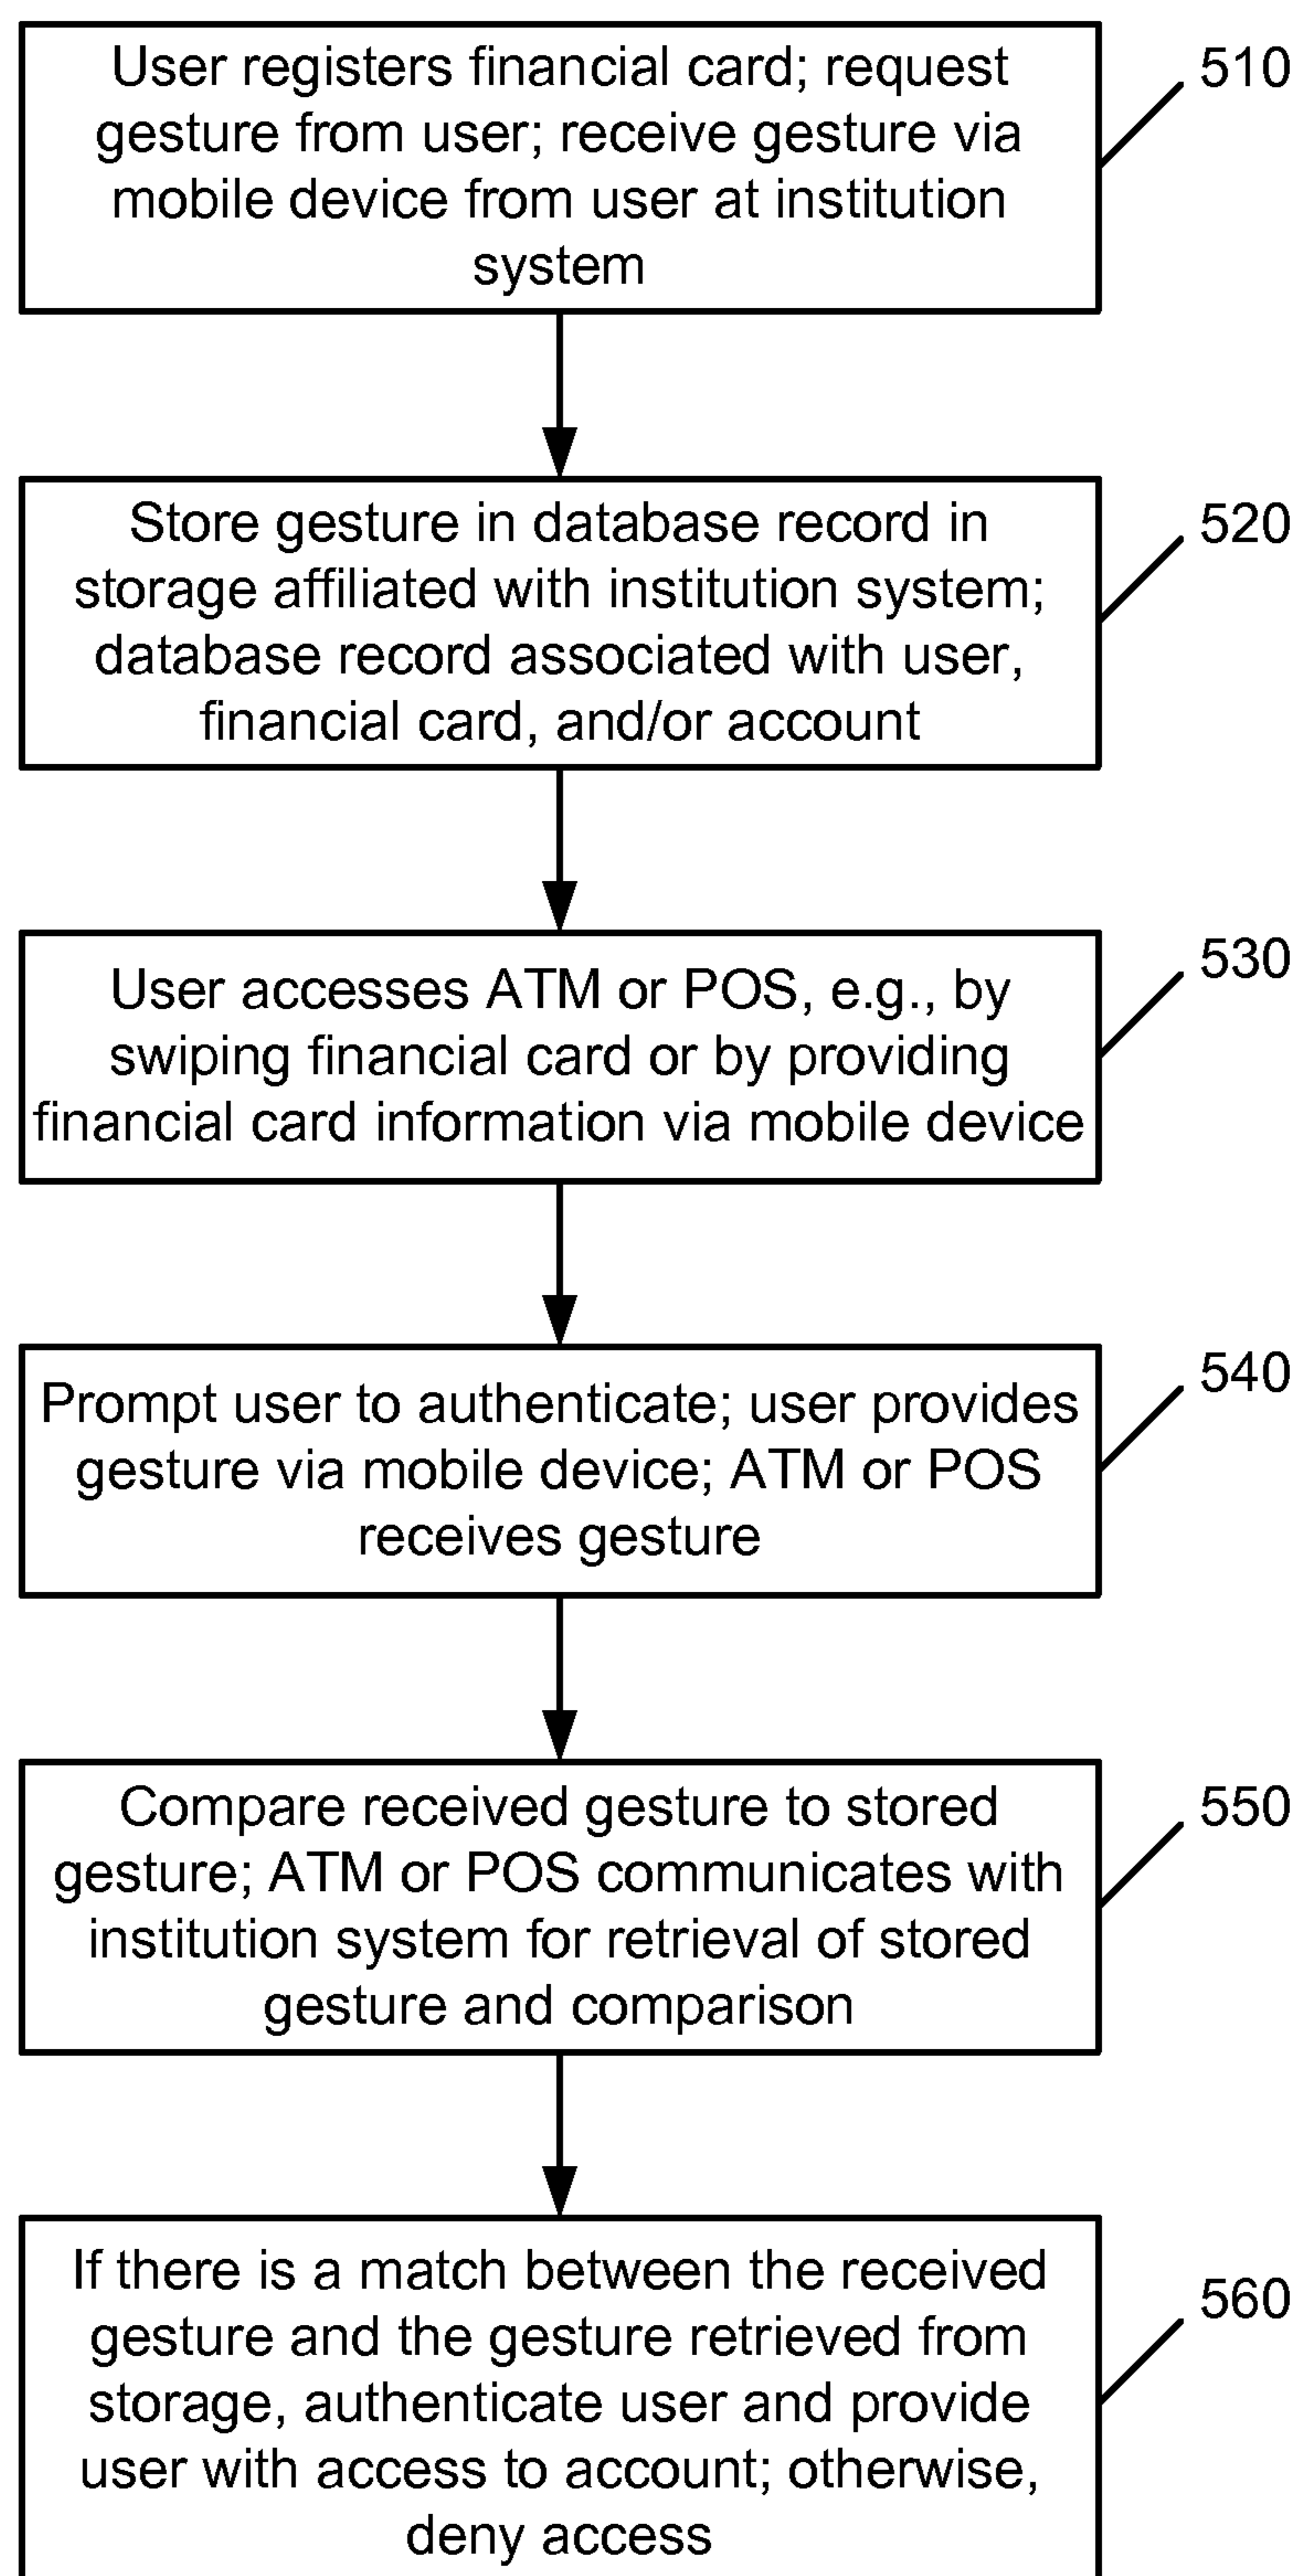 User registers financial card; request
gesture from user; receive gesture via
mobile device from user at institution
system
510
Store gesture in database record in
storage affiliated with institution system;
database record associated with user,
financial card, and/or account
520
User accesses ATM or POS, e.g., by
swiping financial card or by providing
financial card information via mobile device
530
Prompt user to authenticate; user provides
gesture via mobile device; ATM or POS
receives gesture
540
Compare received gesture to stored
gesture; ATM or POS communicates with
institution system for retrieval of stored
gesture and comparison
550
If there is a match between the received
gesture and the gesture retrieved from
storage, authenticate user and provide
user with access to account; otherwise,
deny access
560